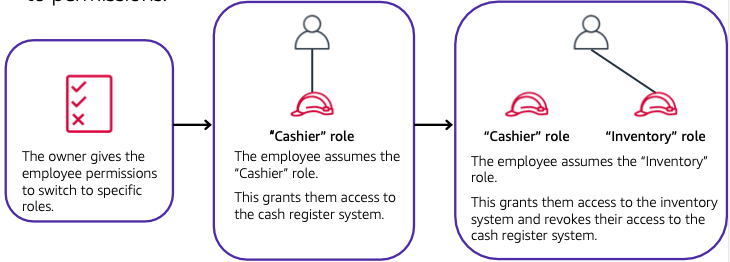 to permissions.
The owner gives the
employee permissions
to switch to specific
roles.
"Cashier" role
The employee assumes the
"Cashier" role.
This grants them access to
the cash register system.
"Cashier" role
"Inventory" role
The employee assumes the "Inventory"
role.
This grants them access to the inventory
system and revokes their access to the
cash register system.